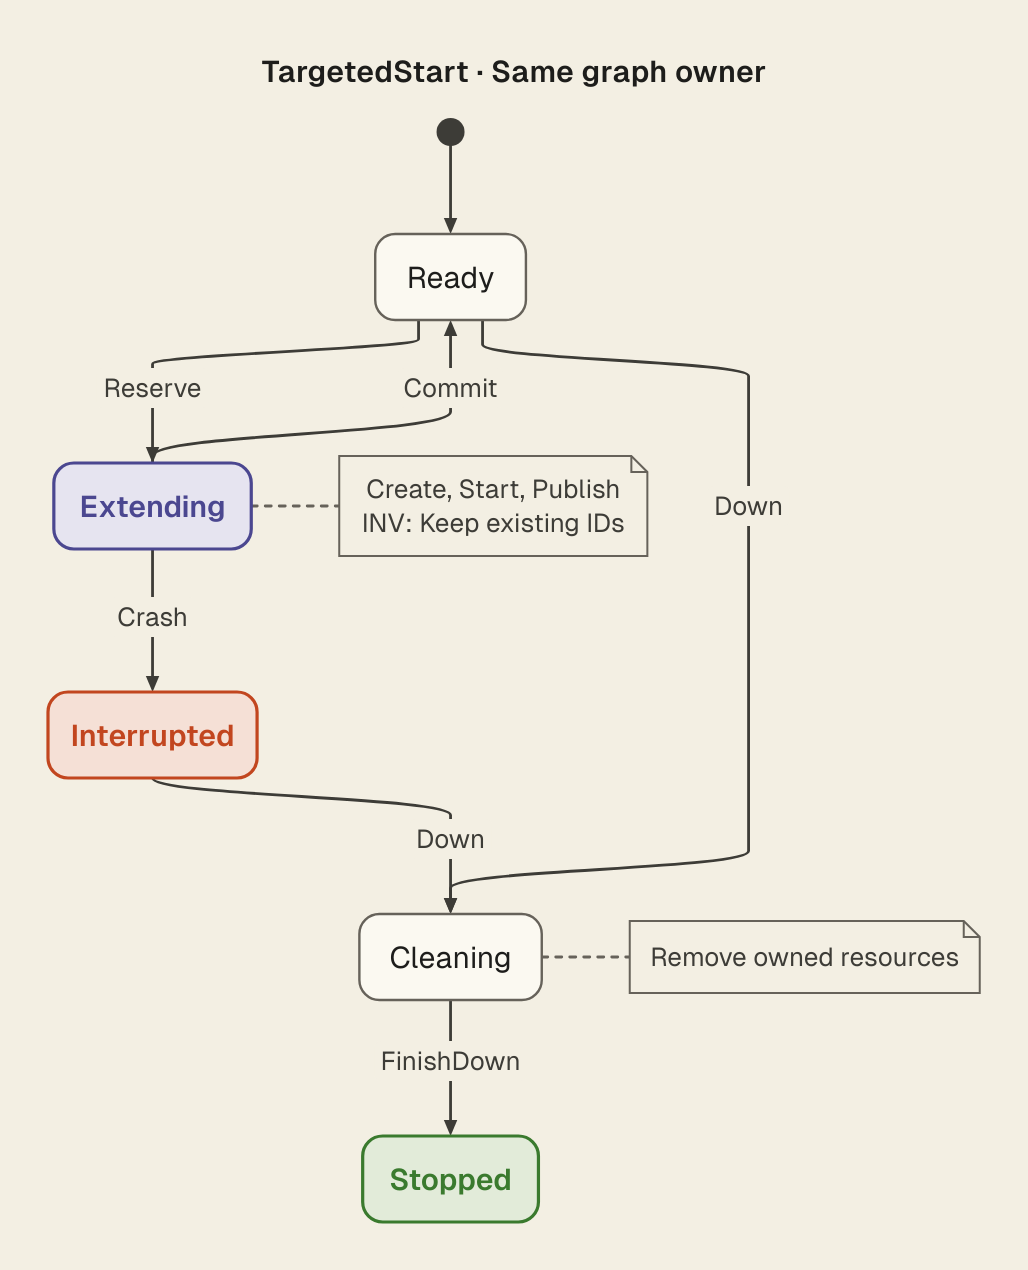 TargetedStart · Same graph owner
Ready
Reserve
Commit
Extending
Create, Start, Publish
INV: Keep existing IDs
Down
Crash
Interrupted
Down
Cleaning
Remove owned resources
FinishDown
Stopped